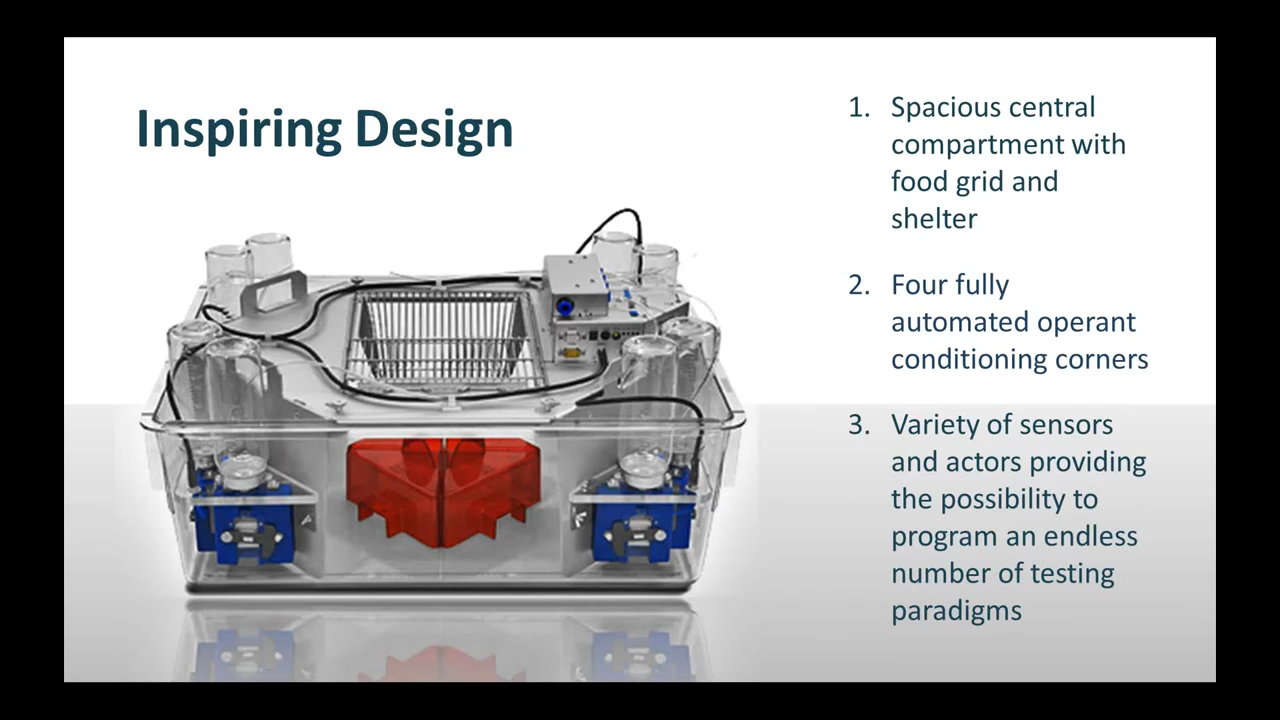 Inspiring Design
1. Spacious central
compartment with
food grid and
shelter
2. Four fully
automated operant
conditioning corners
3. Variety of sensors
and actors providing
the possibility to
program an endless
number of testing
paradigms